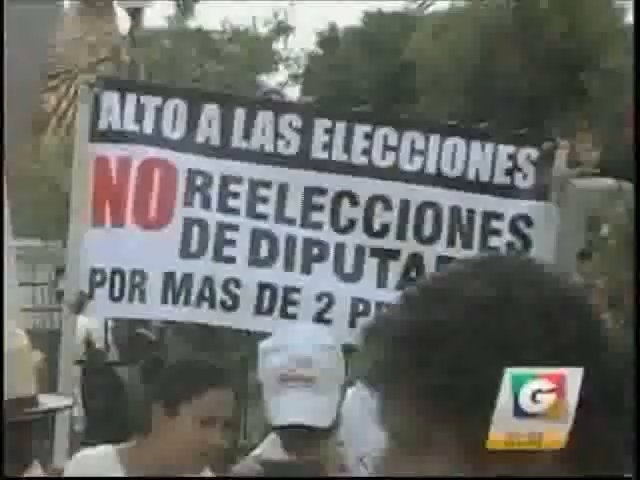 ALTO A LAS ELECCIONES
NO REELECCIONES
DE DIPUTA
POR MAS DE 2 P
G